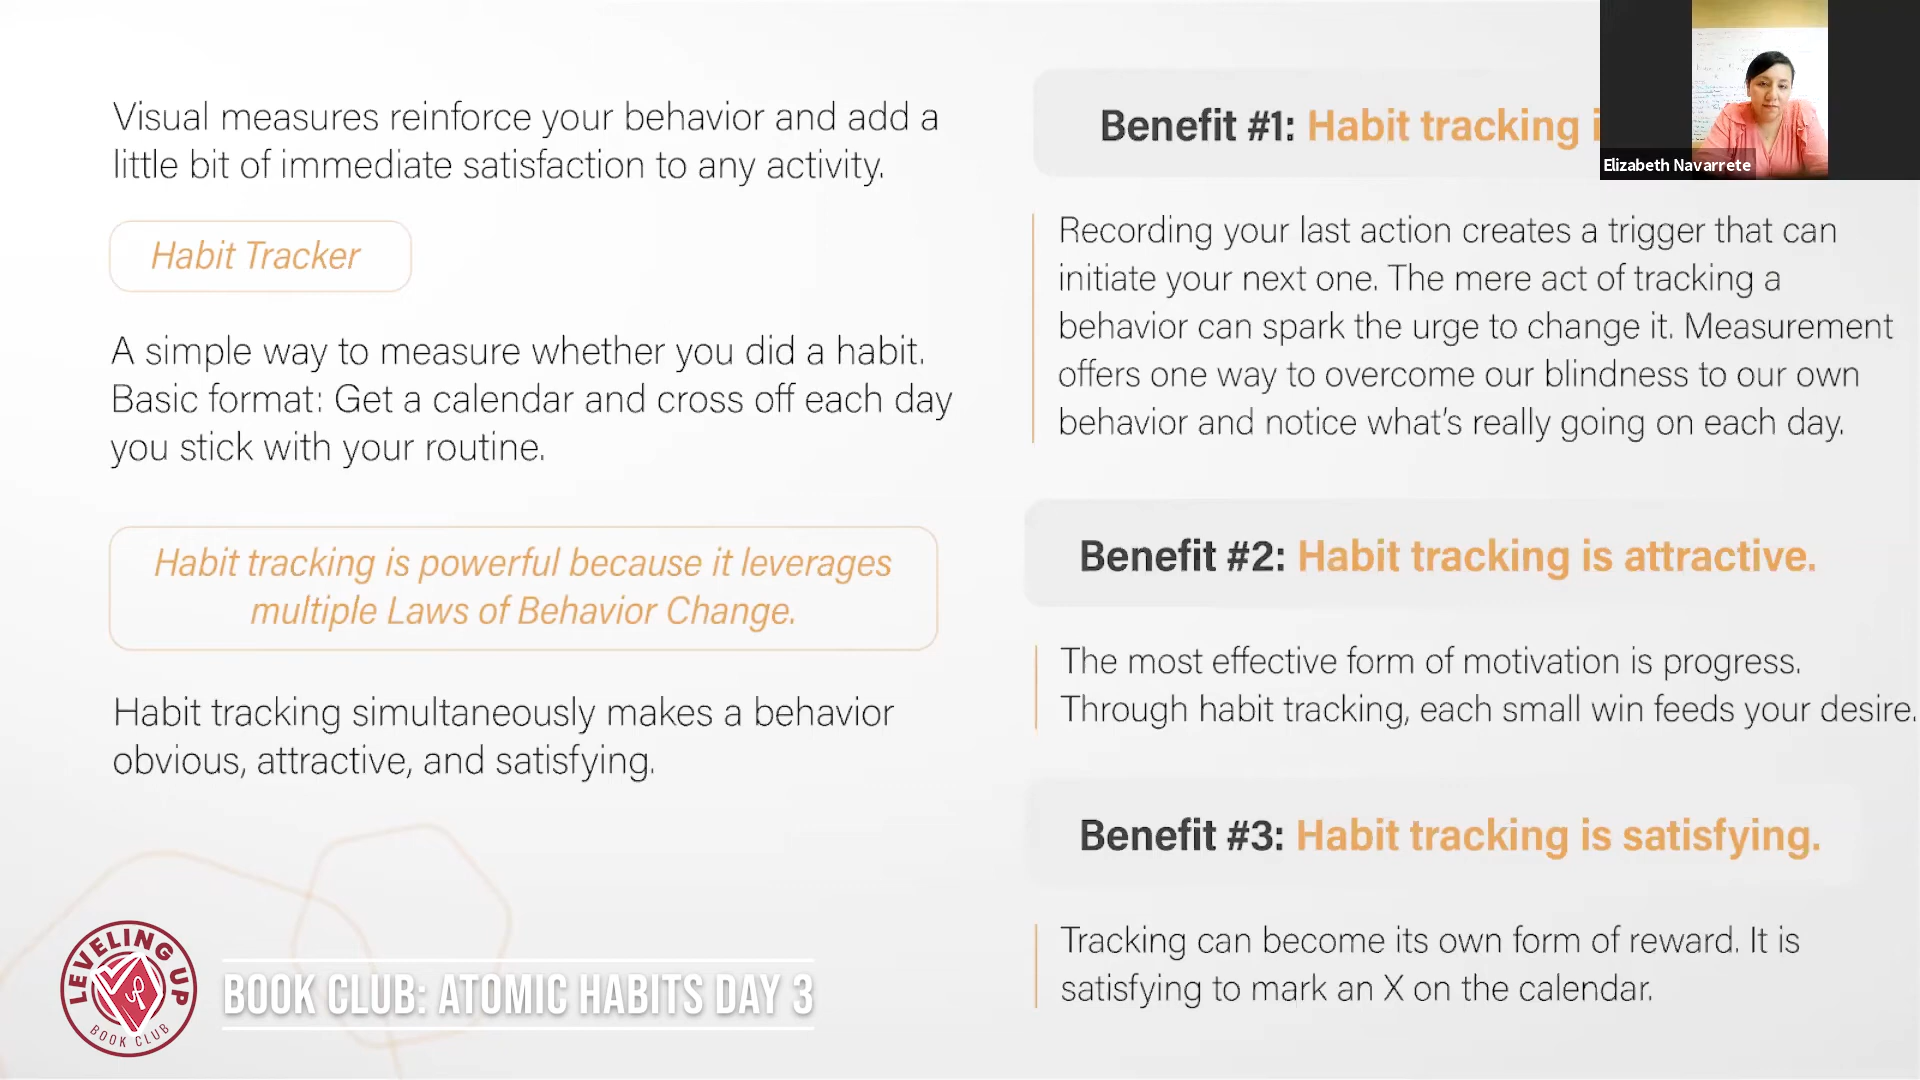 Visual measures reinforce your behavior and add a
little bit of immediate satisfaction to any activity.
Habit Tracker
A simple way to measure whether you did a habit.
Basic format: Get a calendar and cross off each day
you stick with your routine.
Habit tracking is powerful because it leverages
multiple Laws of Behavior Change.
Habit tracking simultaneously makes a behavior
obvious, attractive, and satisfying.
Benefit #1: Habit tracking i
Recording your last action creates a trigger that can
initiate your next one. The mere act of tracking a
behavior can spark the urge to change it. Measurement
offers one way to overcome our blindness to our own
behavior and notice what's really going on each day.
Benefit #2: Habit tracking is attractive.
The most effective form of motivation is progress.
Through habit tracking, each small win feeds your desire.
Benefit #3: Habit tracking is satisfying.
Tracking can become its own form of reward. It is
satisfying to mark an X on the calendar.
Elizabeth Navarrete
LEVELING UP
BOOK CLUB
BOOK CLUB: ATOMIC HABITS DAY 3